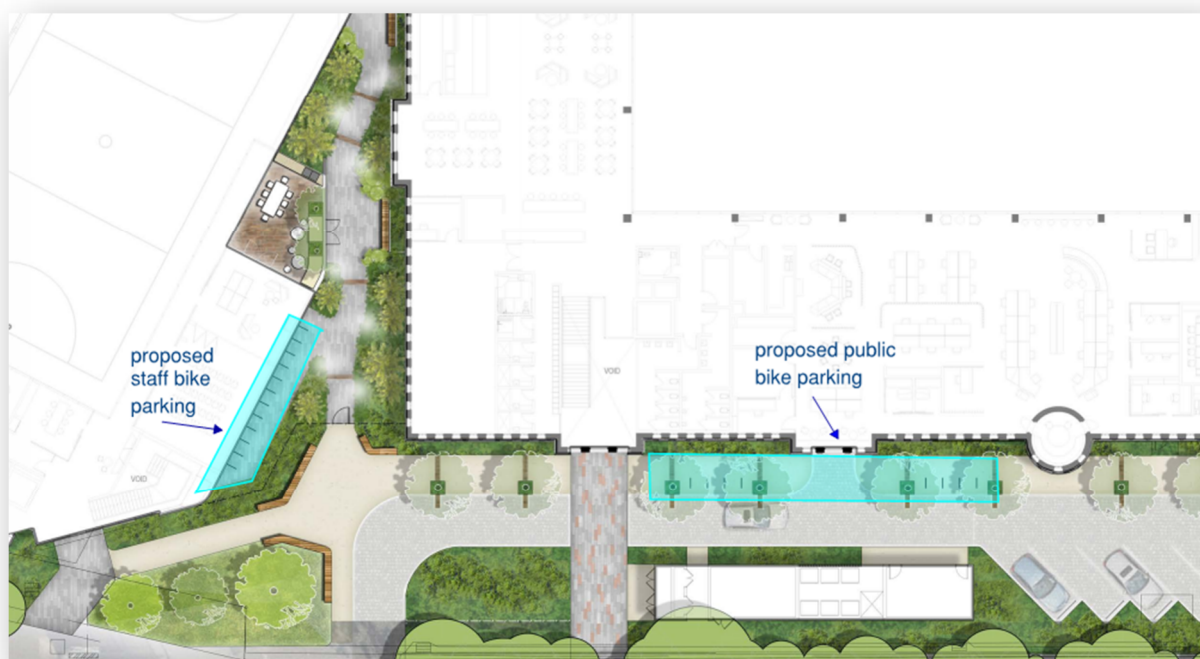 proposed
staff bike
parking
proposed public
bike parking
VOID
VOID